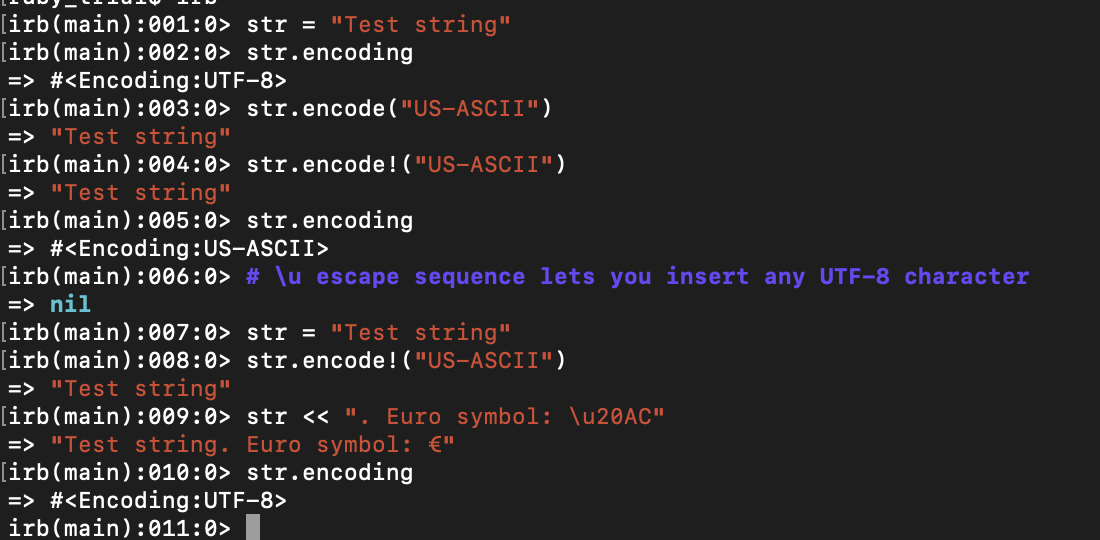 [ruby_trial$ irb
[irb(main):001:0> str = "Test string"
[irb(main):002:0> str.encoding
=> #<Encoding:UTF-8>
[irb(main):003:0> str.encode("US-ASCII")
=> "Test string"
[irb(main):004:0> str.encode!("US-ASCII")
=> "Test string"
[irb(main):005:0> str.encoding
=> #<Encoding:US-ASCII>
[irb(main):006:0> # \u escape sequence lets you insert any UTF-8 character
=> nil
[irb(main):007:0> str = "Test string"
[irb(main):008:0> str.encode!("US-ASCII")
=> "Test string"
[irb(main):009:0> str << ". Euro symbol: \u20AC"
=> "Test string. Euro symbol: €"
[irb(main):010:0> str.encoding
=> #<Encoding:UTF-8>
irb(main):011:0>